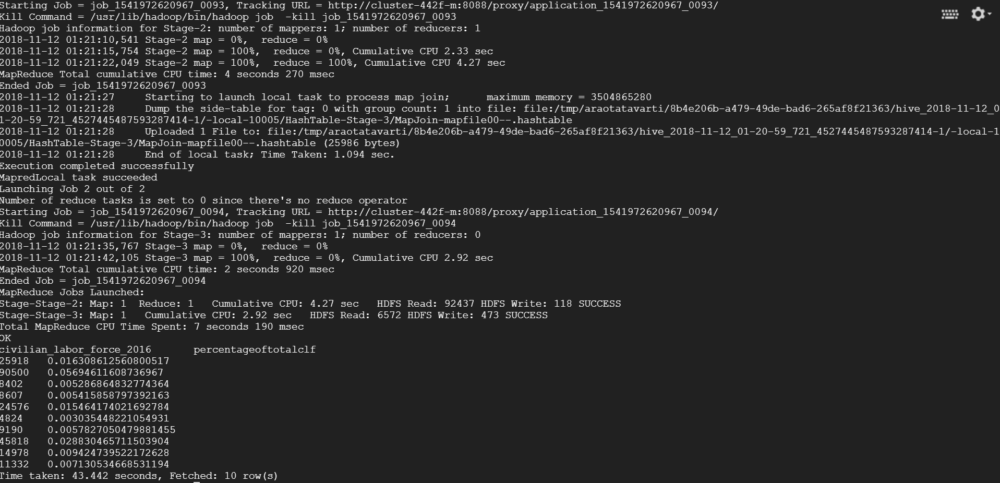 Starting Job = job_1541972620967_0093, Tracking URL = http://cluster-442f-m:8088/proxy/application_1541972620967_0093/
Kill Command = /usr/lib/hadoop/bin/hadoop job  -kill job_1541972620967_0093
Hadoop job information for Stage-2: number of mappers: 1; number of reducers: 1
2018-11-12 01:21:10,541 Stage-2 map = 0%,  reduce = 0%
2018-11-12 01:21:15,754 Stage-2 map = 100%,  reduce = 0%, Cumulative CPU 2.33 sec
2018-11-12 01:21:22,049 Stage-2 map = 100%,  reduce = 100%, Cumulative CPU 4.27 sec
MapReduce Total cumulative CPU time: 4 seconds 270 msec
Ended Job = job_1541972620967_0093
2018-11-12 01:21:27     Starting to launch local task to process map join;      maximum memory = 3504865280
2018-11-12 01:21:28     Dump the side-table for tag: 0 with group count: 1 into file: file:/tmp/araotatavarti/8b4e206b-a479-49de-bad6-265af8f21363/hive_2018-11-12_0
1-20-59_721_4527445487593287414-1/-local-10005/HashTable-Stage-3/MapJoin-mapfile00--.hashtable
2018-11-12 01:21:28     Uploaded 1 File to: file:/tmp/araotatavarti/8b4e206b-a479-49de-bad6-265af8f21363/hive_2018-11-12_01-20-59_721_4527445487593287414-1/-local-1
0005/HashTable-Stage-3/MapJoin-mapfile00--.hashtable (25986 bytes)
2018-11-12 01:21:28     End of local task; Time Taken: 1.094 sec.
Execution completed successfully
MapredLocal task succeeded
Launching Job 2 out of 2
Number of reduce tasks is set to 0 since there's no reduce operator
Starting Job = job_1541972620967_0094, Tracking URL = http://cluster-442f-m:8088/proxy/application_1541972620967_0094/
Kill Command = /usr/lib/hadoop/bin/hadoop job  -kill job_1541972620967_0094
Hadoop job information for Stage-3: number of mappers: 1; number of reducers: 0
2018-11-12 01:21:35,767 Stage-3 map = 0%,  reduce = 0%
2018-11-12 01:21:42,105 Stage-3 map = 100%,  reduce = 0%, Cumulative CPU 2.92 sec
MapReduce Total cumulative CPU time: 2 seconds 920 msec
Ended Job = job_1541972620967_0094
MapReduce Jobs Launched:
Stage-Stage-2: Map: 1  Reduce: 1   Cumulative CPU: 4.27 sec   HDFS Read: 92437 HDFS Write: 118 SUCCESS
Stage-Stage-3: Map: 1   Cumulative CPU: 2.92 sec   HDFS Read: 6572 HDFS Write: 473 SUCCESS
Total MapReduce CPU Time Spent: 7 seconds 190 msec
OK
civilian_labor_force_2016       percentageoftotalclf
25918   0.016308612560800517
90500   0.05694611608736967
8402    0.005286864832774364
8607    0.005415858797392163
24576   0.015464174021692784
4824    0.003035448221054931
9190    0.0057827050479881455
45818   0.028830465711503904
14978   0.009424739522172628
11332   0.007130534668531194
Time taken: 43.442 seconds, Fetched: 10 row(s)